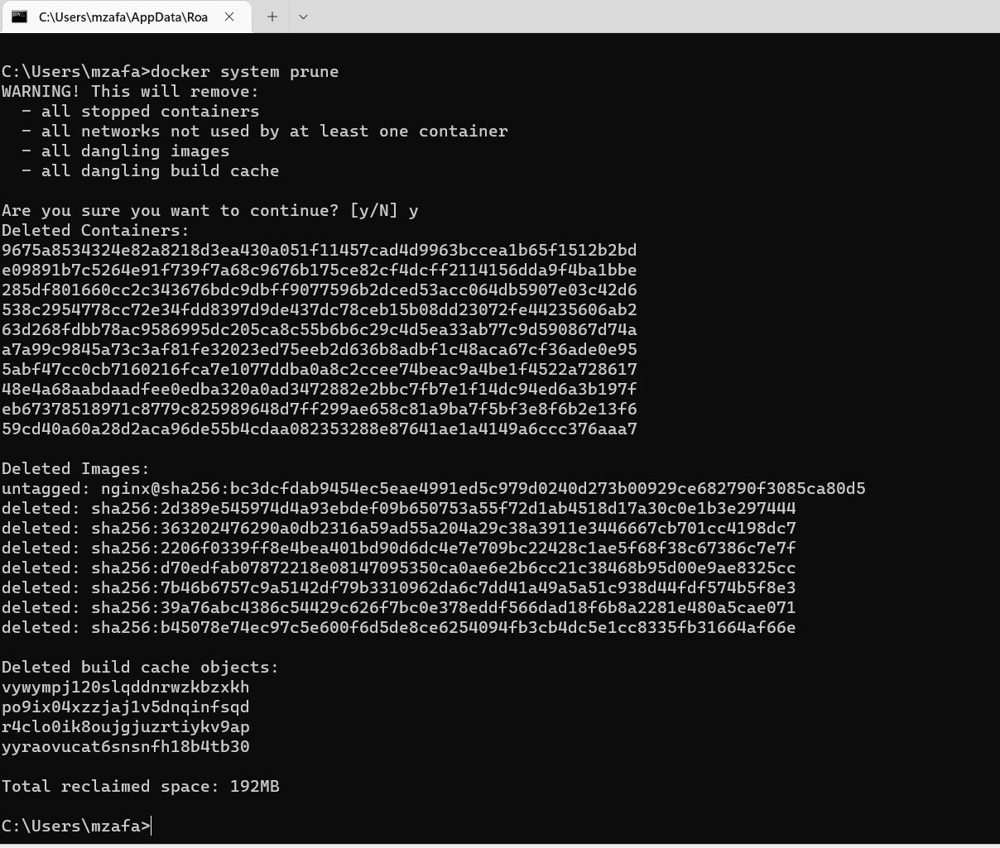 C:\Users\mzafa\AppData\Roa
C:\Users\mzafa>docker system prune
WARNING! This will remove:
  - all stopped containers
  - all networks not used by at least one container
  - all dangling images
  - all dangling build cache

Are you sure you want to continue? [y/N] y
Deleted Containers:
9675a8534324e82a8218d3ea430a051f11457cad4d9963bccea1b65f1512b2bd
e09891b7c5264e91f739f7a68c9676b175ce82cf4dcff2114156dda9f4ba1bbe
285df801660cc2c343676bdc9dbff9077596b2dced53acc064db5907e03c42d6
538c2954778cc72e34fdd8397d9de437dc78ceb15b08dd23072fe44235606ab2
63d268fdbb78ac9586995dc205ca8c55b6b6c29c4d5ea33ab77c9d590867d74a
a7a99c9845a73c3af81fe32023ed75eeb2d636b8adbf1c48aca67cf36ade0e95
5abf47cc0cb7160216fca7e1077ddba0a8c2ccee74beac9a4be1f4522a728617
48e4a68aabdaadfee0edba320a0ad3472882e2bbc7fb7e1f14dc94ed6a3b197f
eb67378518971c8779c825989648d7ff299ae658c81a9ba7f5bf3e8f6b2e13f6
59cd40a60a28d2aca96de55b4cdaa082353288e87641ae1a4149a6ccc376aaa7

Deleted Images:
untagged: nginx@sha256:bc3dcfdab9454ec5eae4991ed5c979d0240d273b00929ce682790f3085ca80d5
deleted: sha256:2d389e545974d4a93ebdef09b650753a55f72d1ab4518d17a30c0e1b3e297444
deleted: sha256:363202476290a0db2316a59ad55a204a29c38a3911e3446667cb701cc4198dc7
deleted: sha256:2206f0339ff8e4bea401bd90d6dc4e7e709bc22428c1ae5f68f38c67386c7e7f
deleted: sha256:d70edfab07872218e08147095350ca0ae6e2b6cc21c38468b95d00e9ae8325cc
deleted: sha256:7b46b6757c9a5142df79b3310962da6c7dd41a49a5a51c938d44fdf574b5f8e3
deleted: sha256:39a76abc4386c54429c626f7bc0e378eddf566dad18f6b8a2281e480a5cae071
deleted: sha256:b45078e74ec97c5e600f6d5de8ce6254094fb3cb4dc5e1cc8335fb31664af66e

Deleted build cache objects:
vywympj120slqddnrwzkbzxkh
po9ix04xzzjaj1v5dnqinfsqd
r4clo0ik8oujgjuzrtiykv9ap
yyraovucat6snsnfh18b4tb30

Total reclaimed space: 192MB

C:\Users\mzafa>